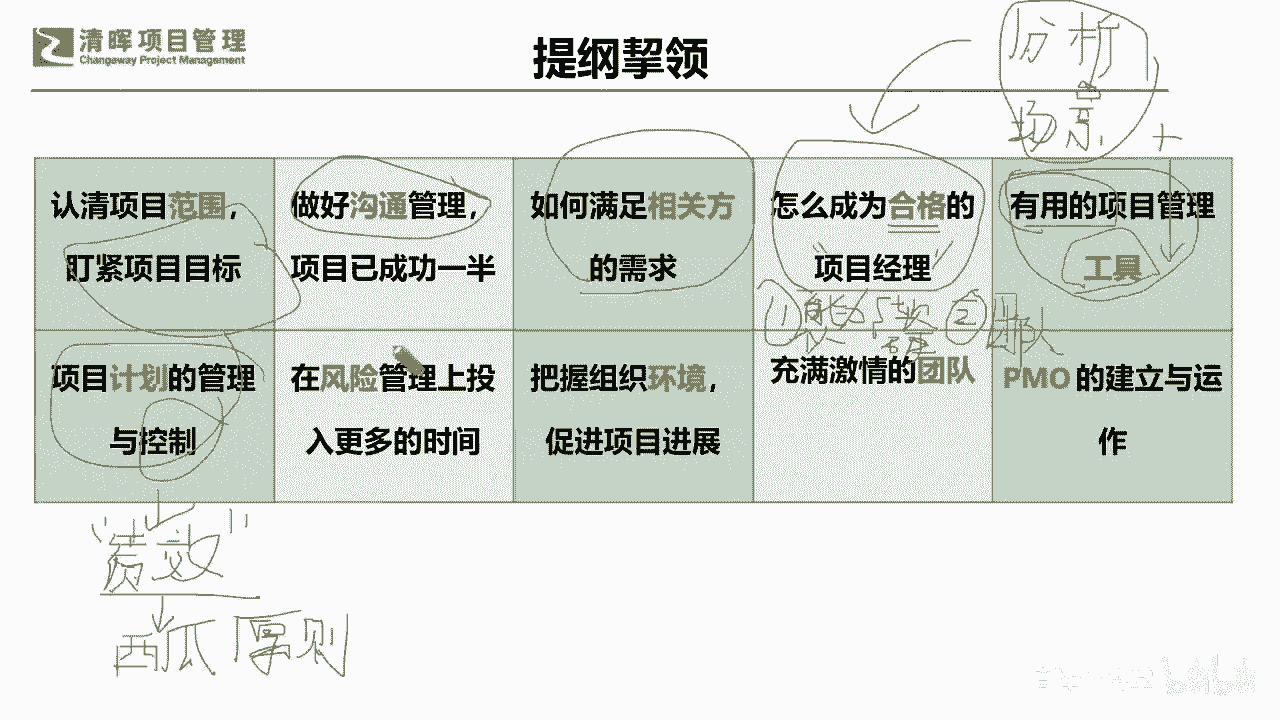 清晖项目管理
Changaway Project Management
提纲挈领
分析
场景
认清项目范围，
盯紧项目目标
做好沟通管理，
项目已成功一半
如何满足相关方
的需求
怎么成为合格的
项目经理
有用的项目管理
工具
① 能
② 团队
项目计划的管理
与控制
在风险管理上投
入更多的时间
把握组织环境，
促进项目进展
充满激情的团队
PMO 的建立与运
作
“绩效”
西瓜原则
bilibili